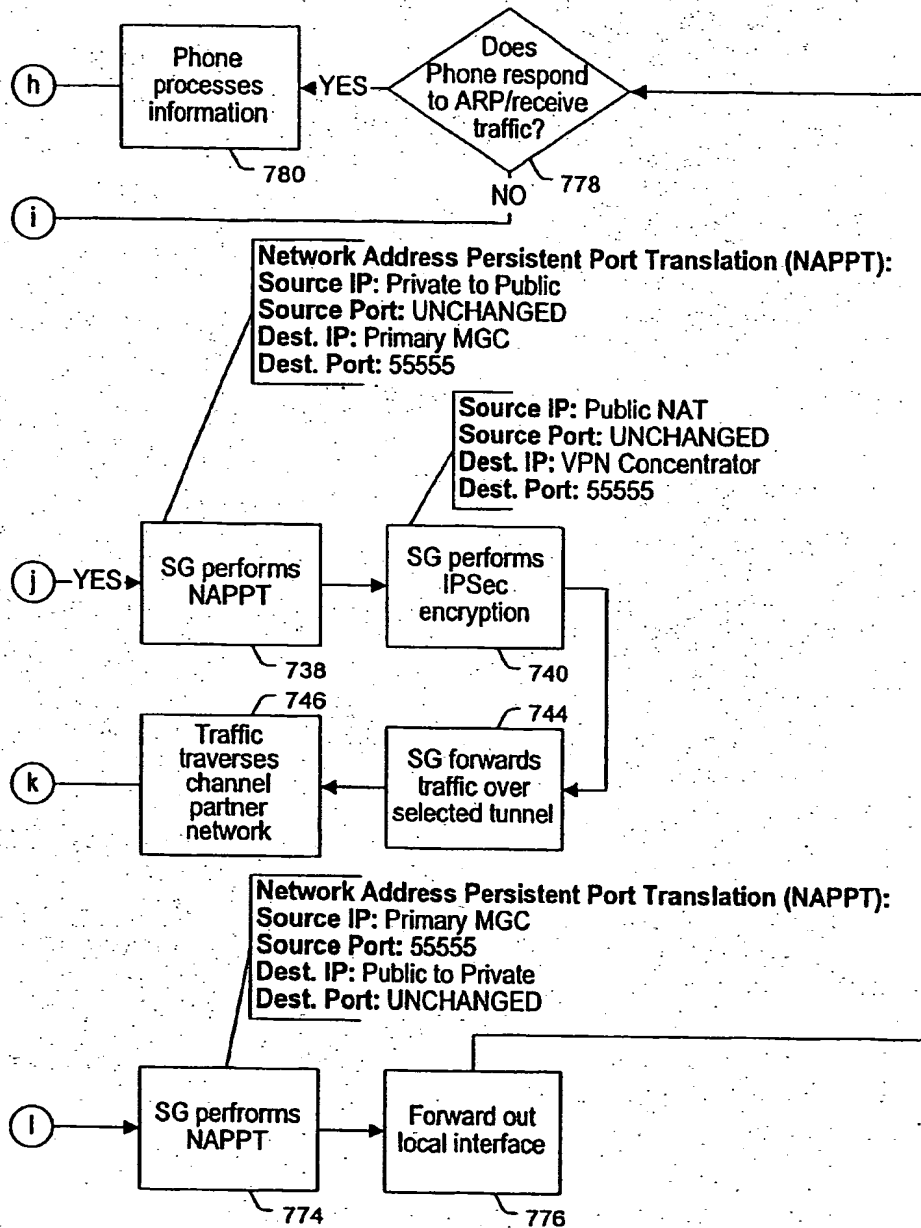 h
Phone
processes
information
780
YES
Does
Phone respond
to ARP/receive
traffic?
778
NO
i
Network Address Persistent Port Translation (NAPPT):
Source IP: Private to Public
Source Port: UNCHANGED
Dest. IP: Primary MGC
Dest. Port: 55555
Source IP: Public NAT
Source Port: UNCHANGED
Dest. IP: VPN Concentrator
Dest. Port: 55555
j
YES
SG performs
NAPPT
738
SG performs
IPSec
encryption
740
746
Traffic
traverses
channel
partner
network
744
SG forwards
traffic over
selected tunnel
k
Network Address Persistent Port Translation (NAPPT):
Source IP: Primary MGC
Source Port: 55555
Dest. IP: Public to Private
Dest. Port: UNCHANGED
l
SG perfroms
NAPPT
774
Forward out
local interface
776